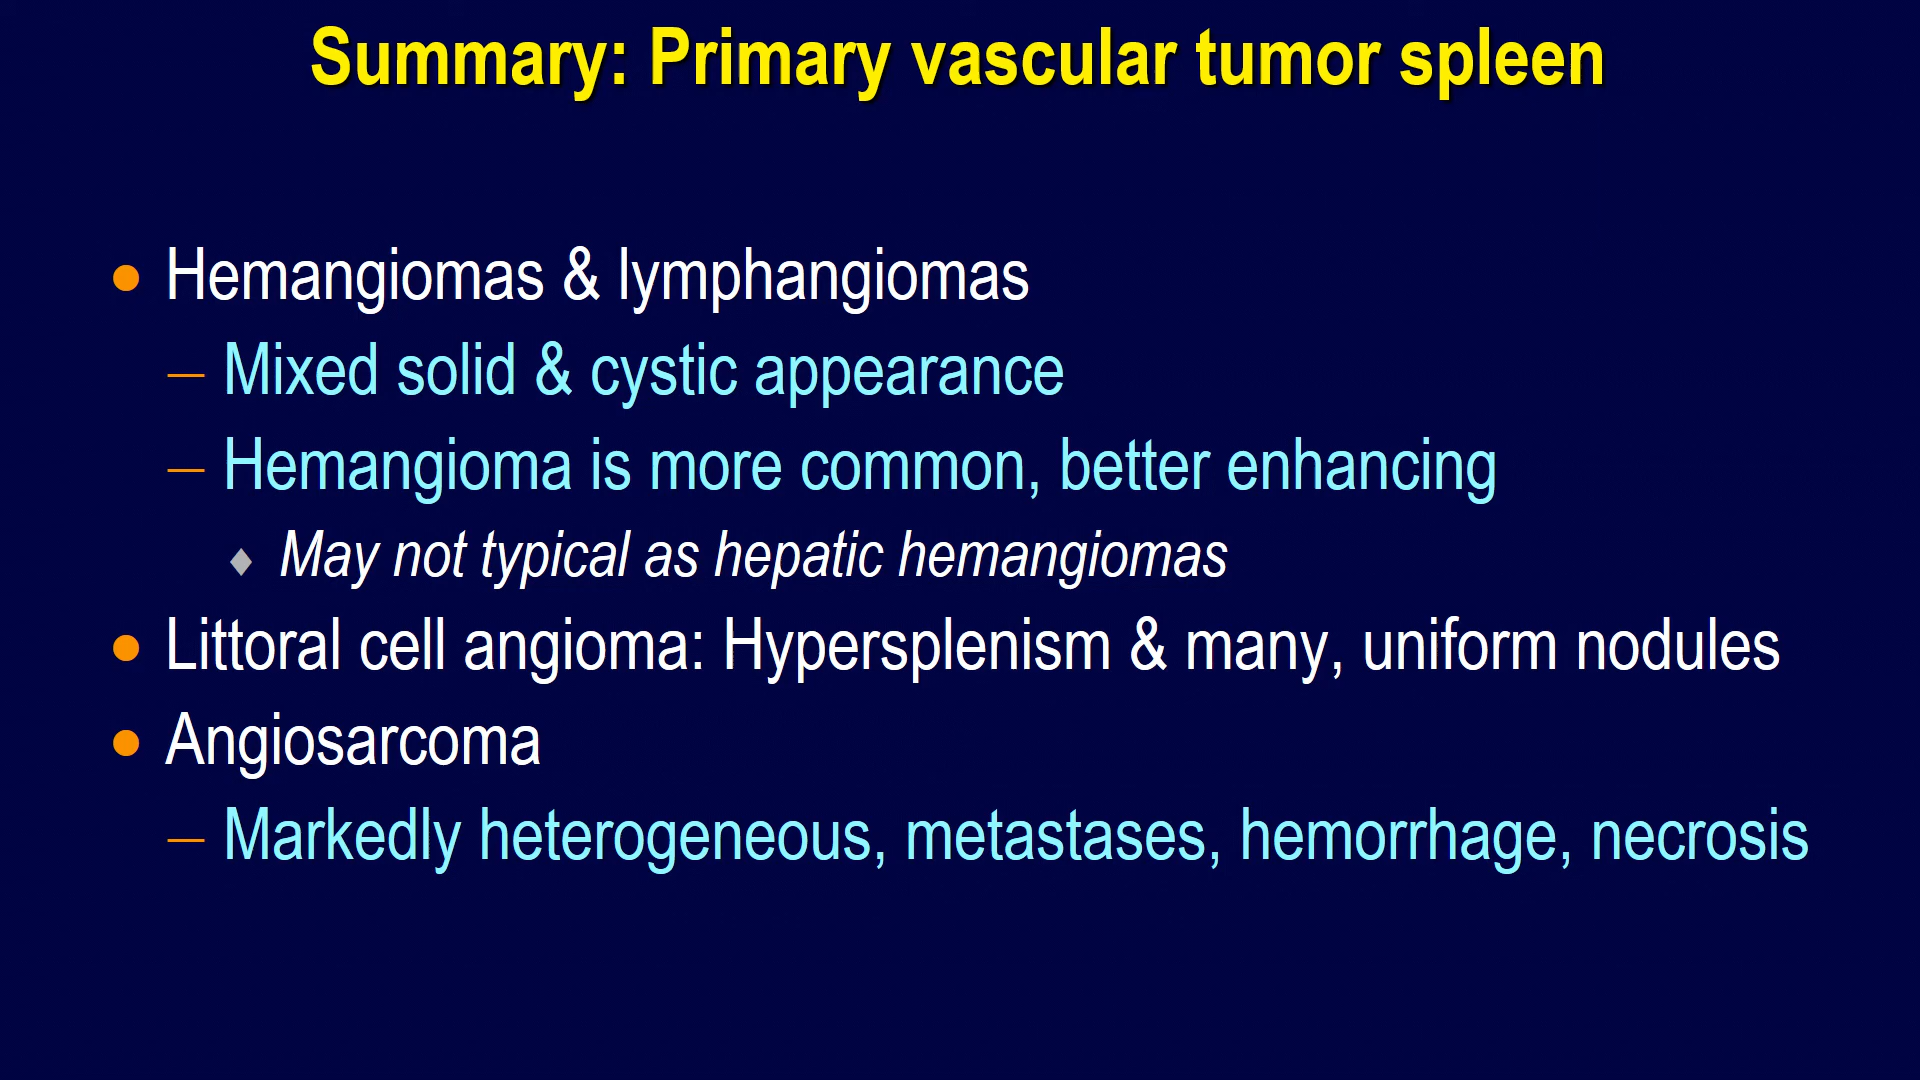 Summary: Primary vascular tumor spleen
• Hemangiomas & lymphangiomas
– Mixed solid & cystic appearance
– Hemangioma is more common, better enhancing
♦ May not typical as hepatic hemangiomas
• Littoral cell angioma: Hypersplenism & many, uniform nodules
• Angiosarcoma
– Markedly heterogeneous, metastases, hemorrhage, necrosis